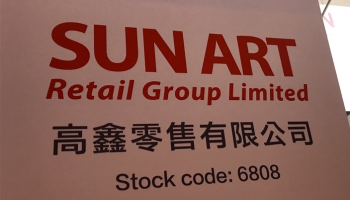 SUN ART
Retail Group Limited
高鑫零售有限公司
Stock code: 6808